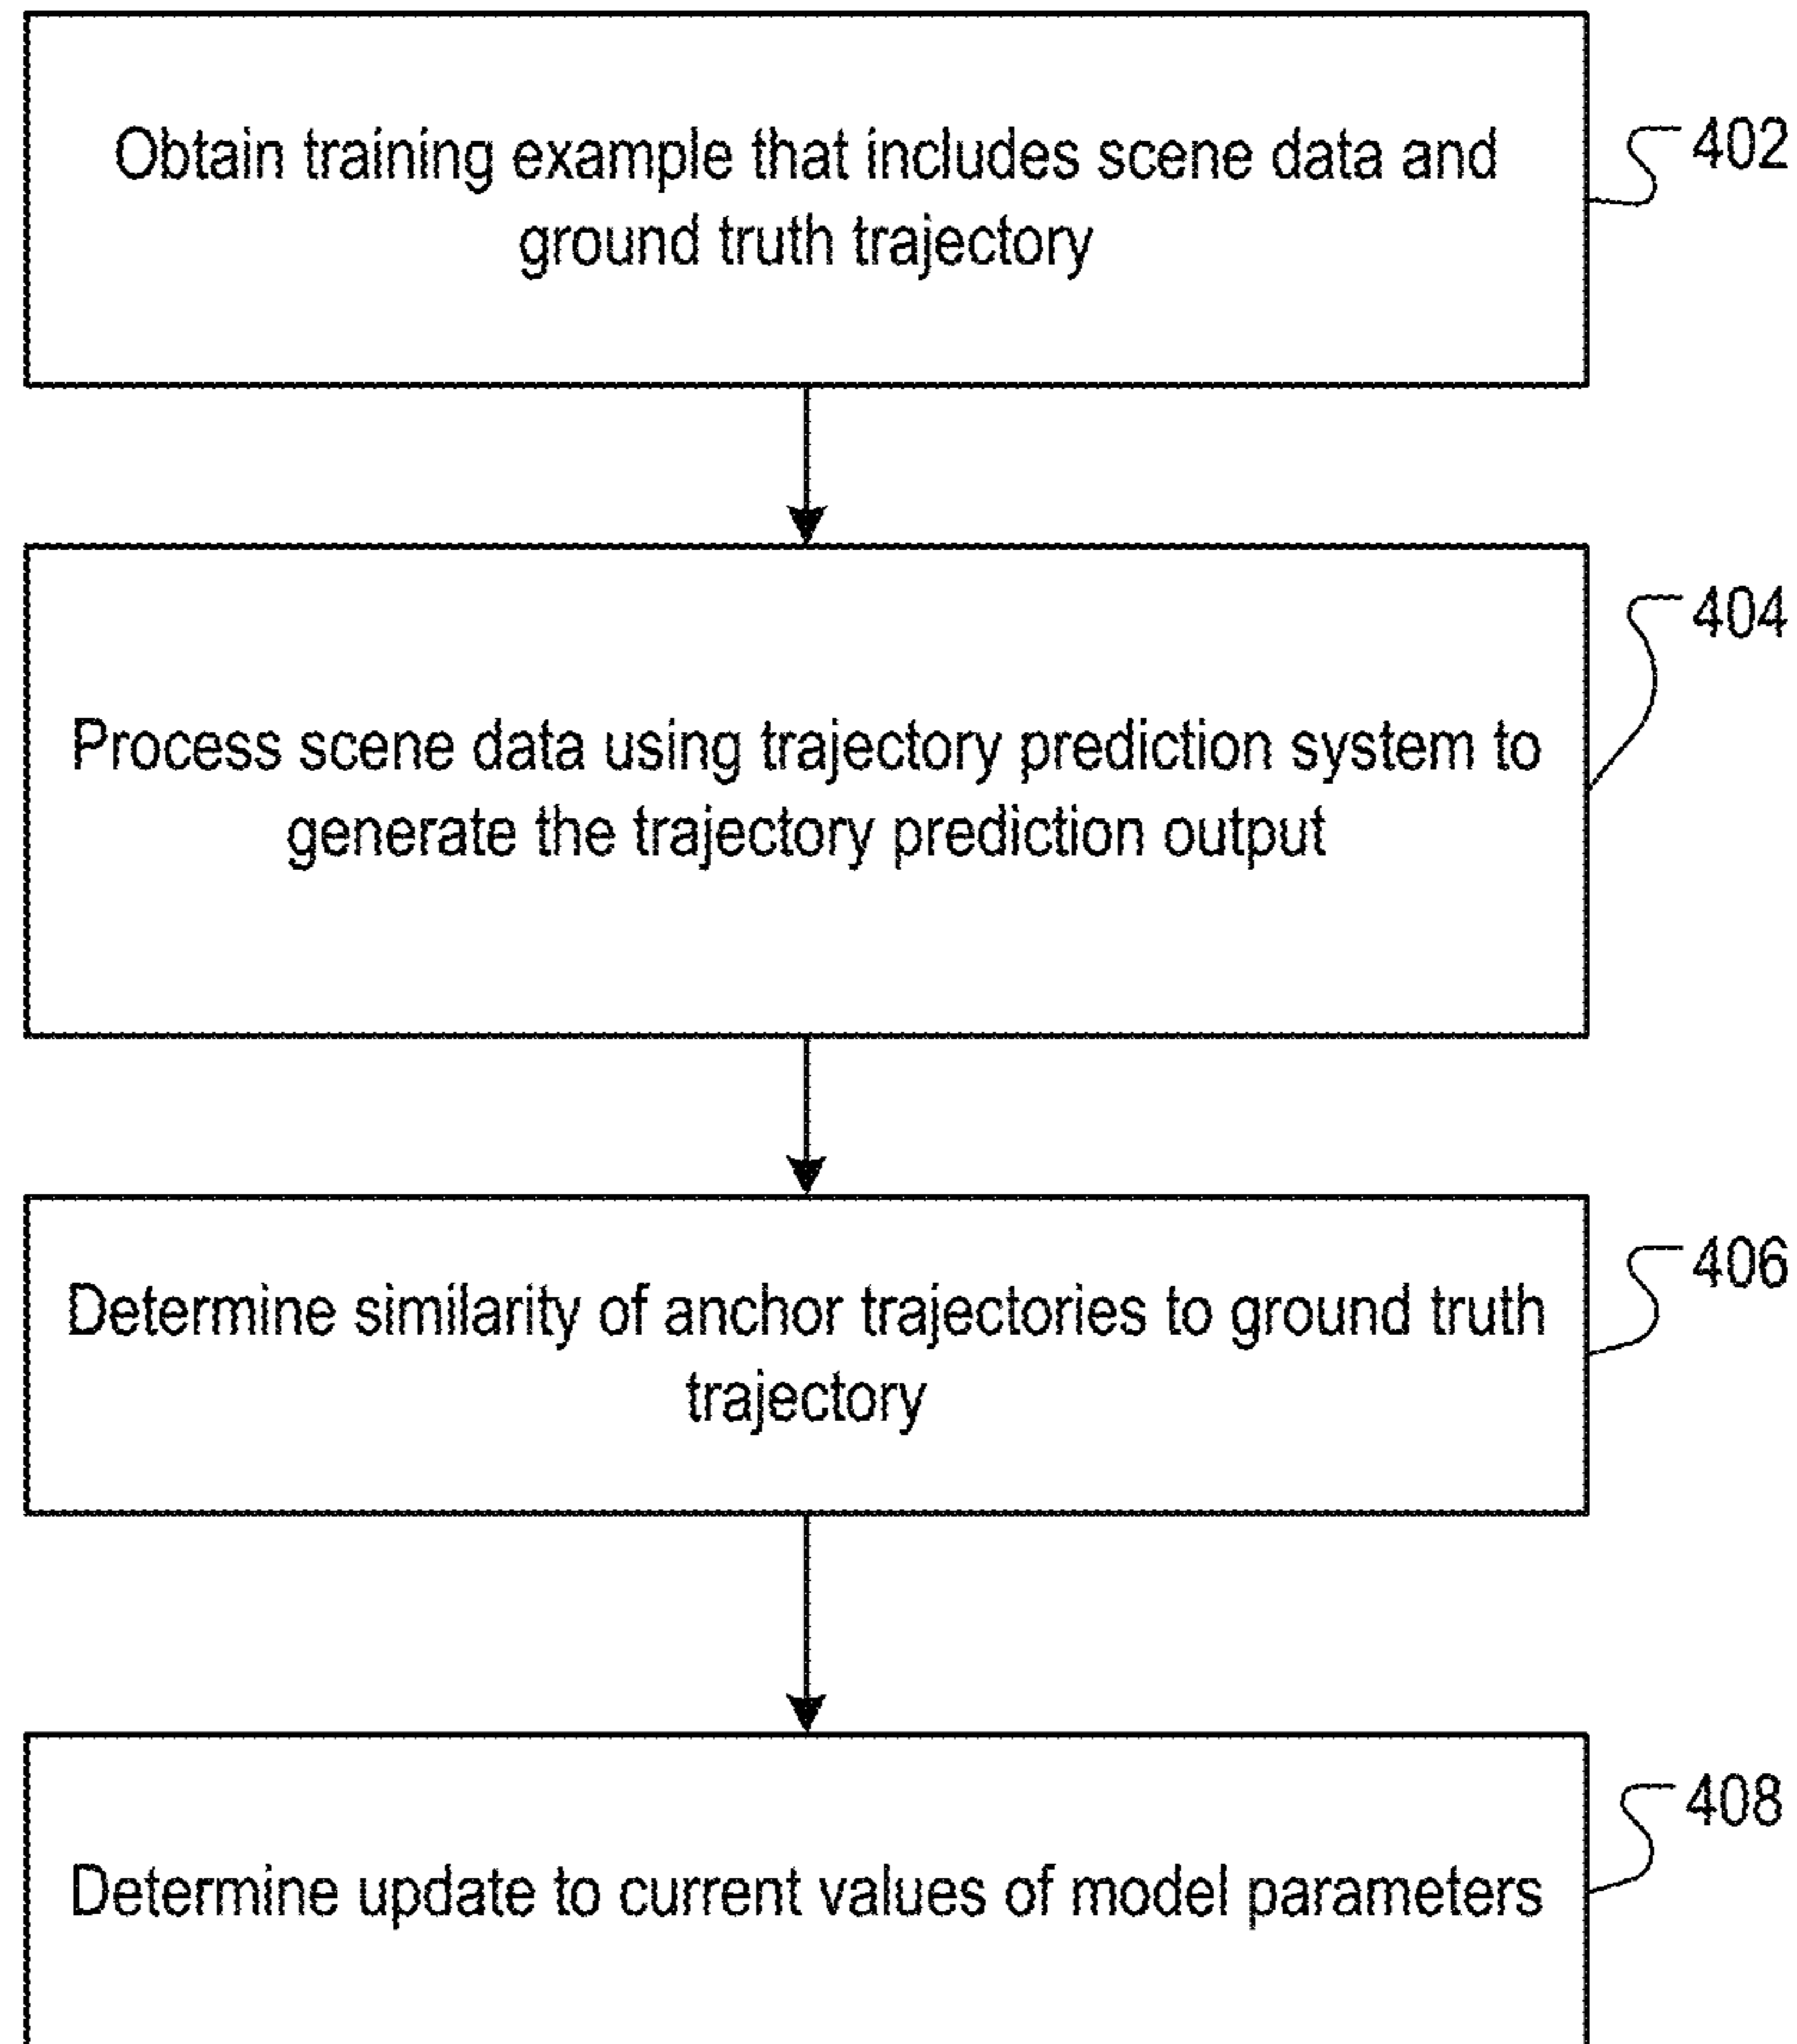 Obtain training example that includes scene data and
ground truth trajectory
402
Process scene data using trajectory prediction system to
generate the trajectory prediction output
404
Determine similarity of anchor trajectories to ground truth
trajectory
406
Determine update to current values of model parameters
408